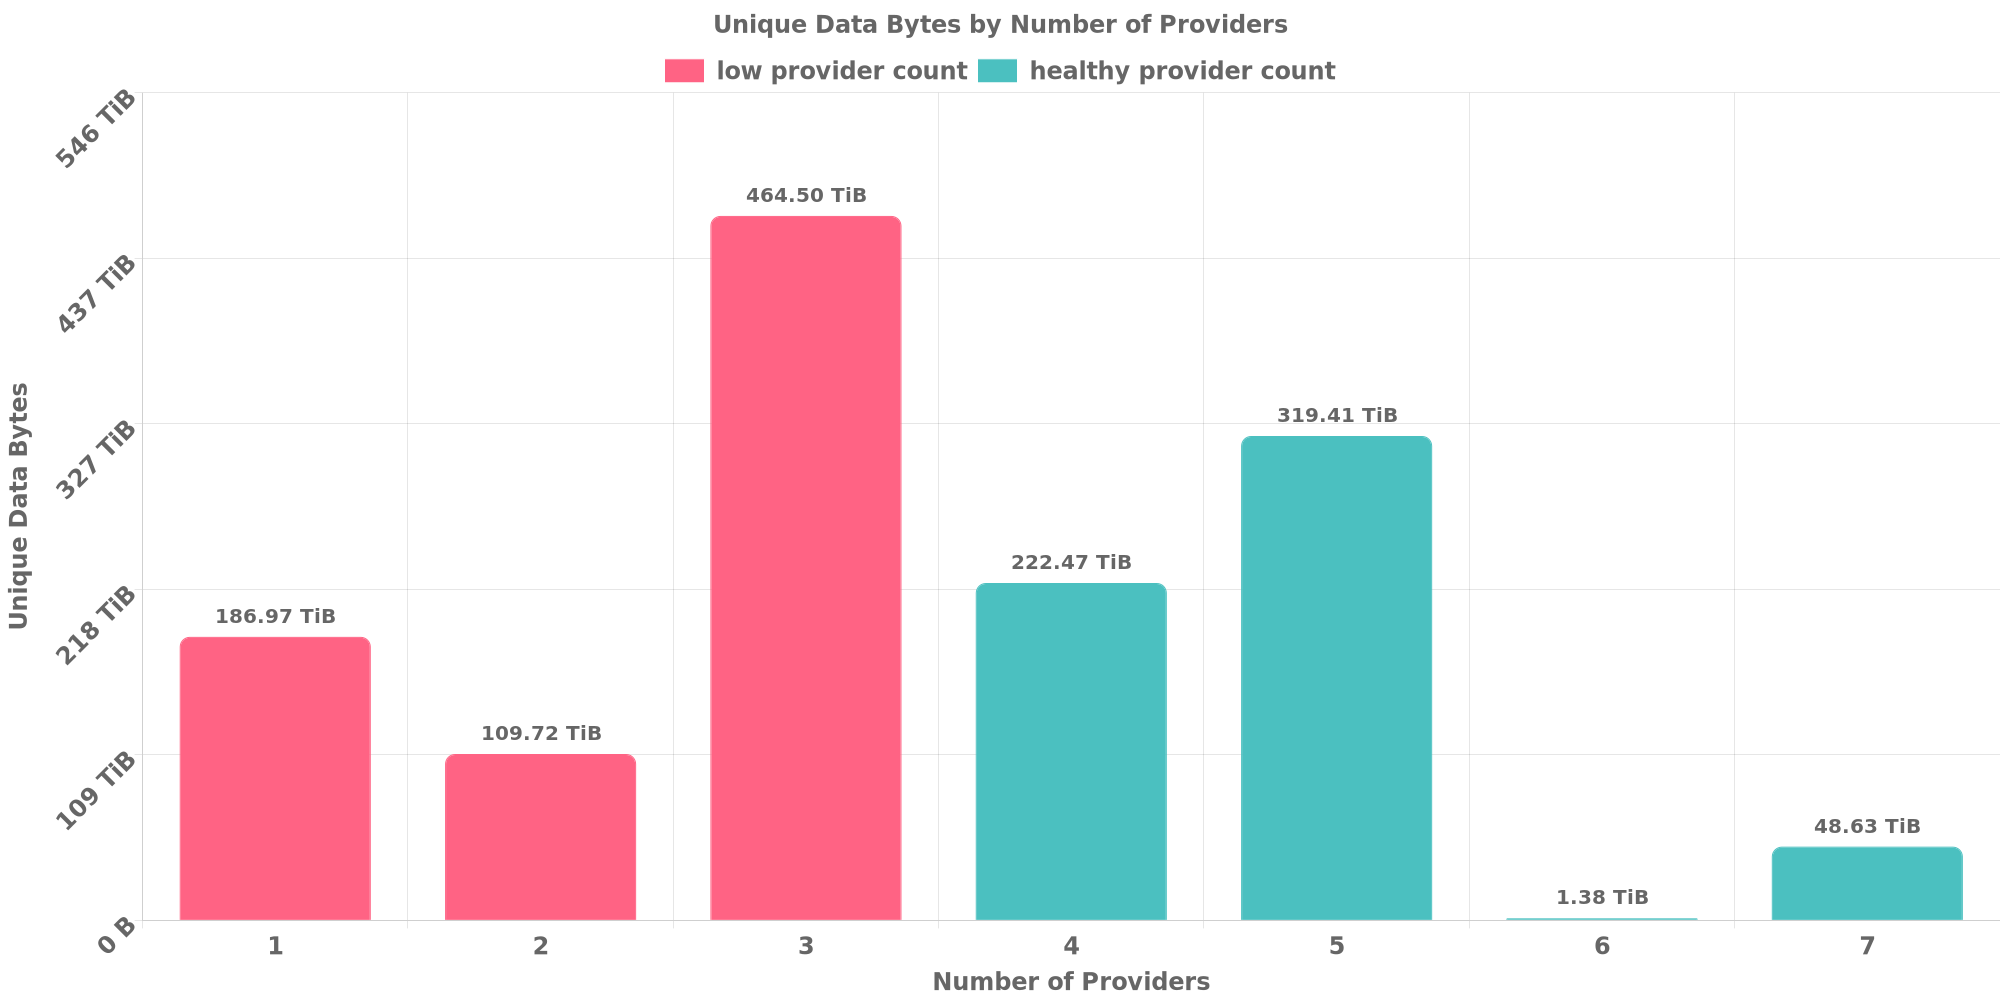 Unique Data Bytes by Number of Providers
low provider count healthy provider count
546 TiB
437 TiB
327 TiB
218 TiB
109 TiB
0 B
Unique Data Bytes
186.97 TiB
109.72 TiB
464.50 TiB
222.47 TiB
319.41 TiB
1.38 TiB
48.63 TiB
1 2 3 4 5 6 7
Number of Providers